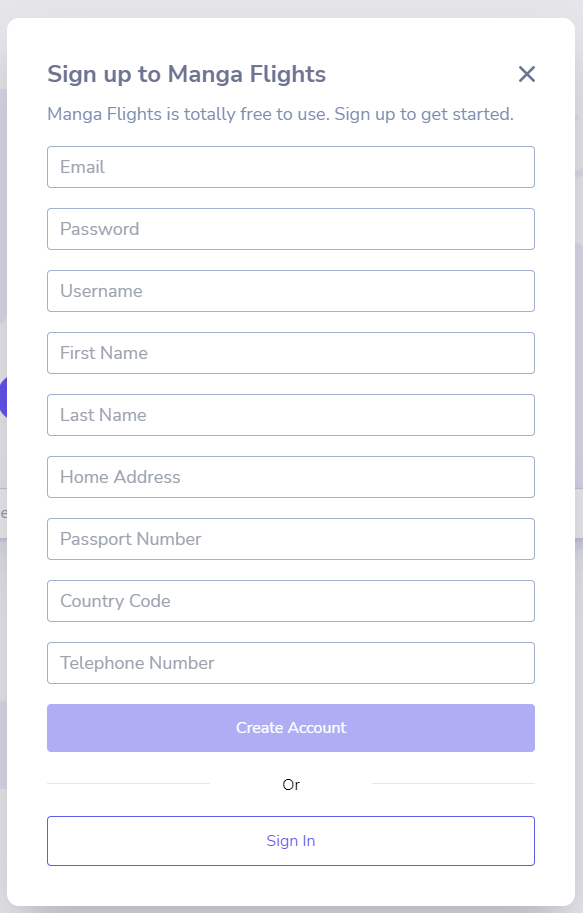 Sign up to Manga Flights
Manga Flights is totally free to use. Sign up to get started.
Email
Password
Username
First Name
Last Name
Home Address
Passport Number
Country Code
Telephone Number
Create Account
Or
Sign In